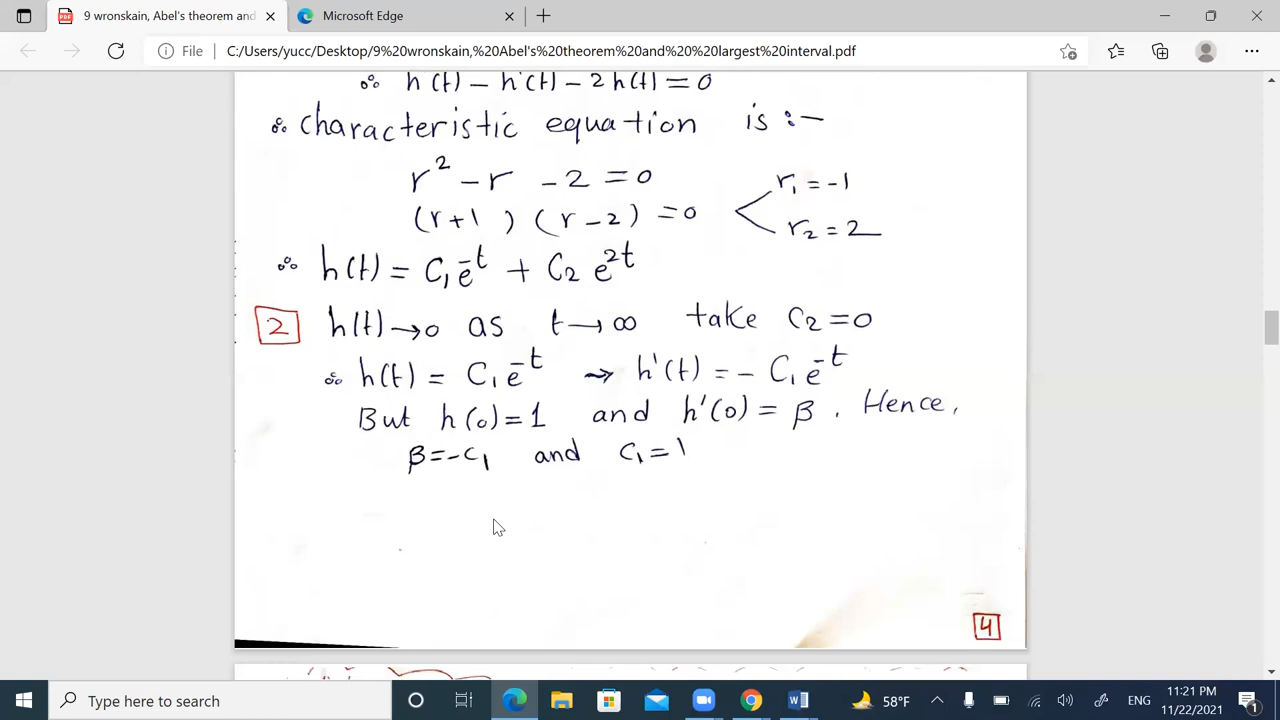 9 wronskain, Abel's theorem and
Microsoft Edge
File
C:/Users/yucc/Desktop/9%20wronskain,%20Abel's%20theorem%20and%20%20largest%20interval.pdf
∴ h(t) - h'(t) - 2h(t) = 0
∴ characteristic equation is :-
r² - r - 2 = 0
r₁ = -1
(r+1) (r-2) = 0
r₂ = 2
∴ h(t) = C₁e^-t + C₂ e^2t
2 h(t) → 0 as t → ∞ take C₂ = 0
∴ h(t) = C₁e^-t ⇝ h'(t) = - C₁e^-t
But h(0) = 1 and h'(0) = β . Hence,
β = -C₁ and C₁ = 1
4
Type here to search
58°F
ENG
11:21 PM
11/22/2021
1